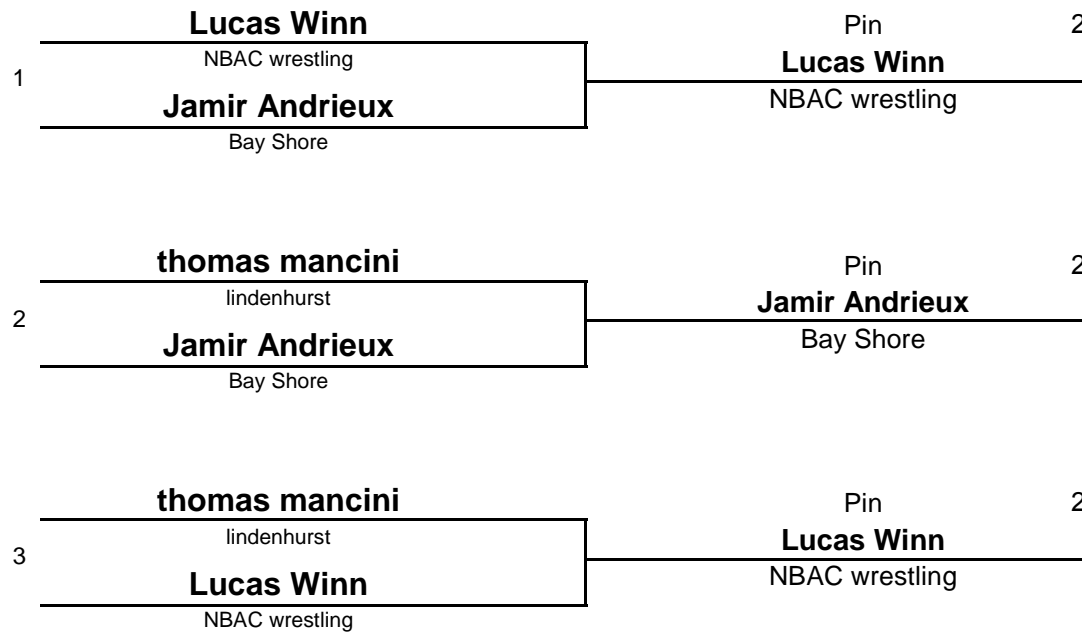 Lucas Winn
Pin 2
NBAC wrestling
Lucas Winn
1
Jamir Andrieux
NBAC wrestling
Bay Shore
thomas mancini
Pin 2
lindenhurst
Jamir Andrieux
2
Jamir Andrieux
Bay Shore
Bay Shore
thomas mancini
Pin 2
lindenhurst
Lucas Winn
3
Lucas Winn
NBAC wrestling
NBAC wrestling